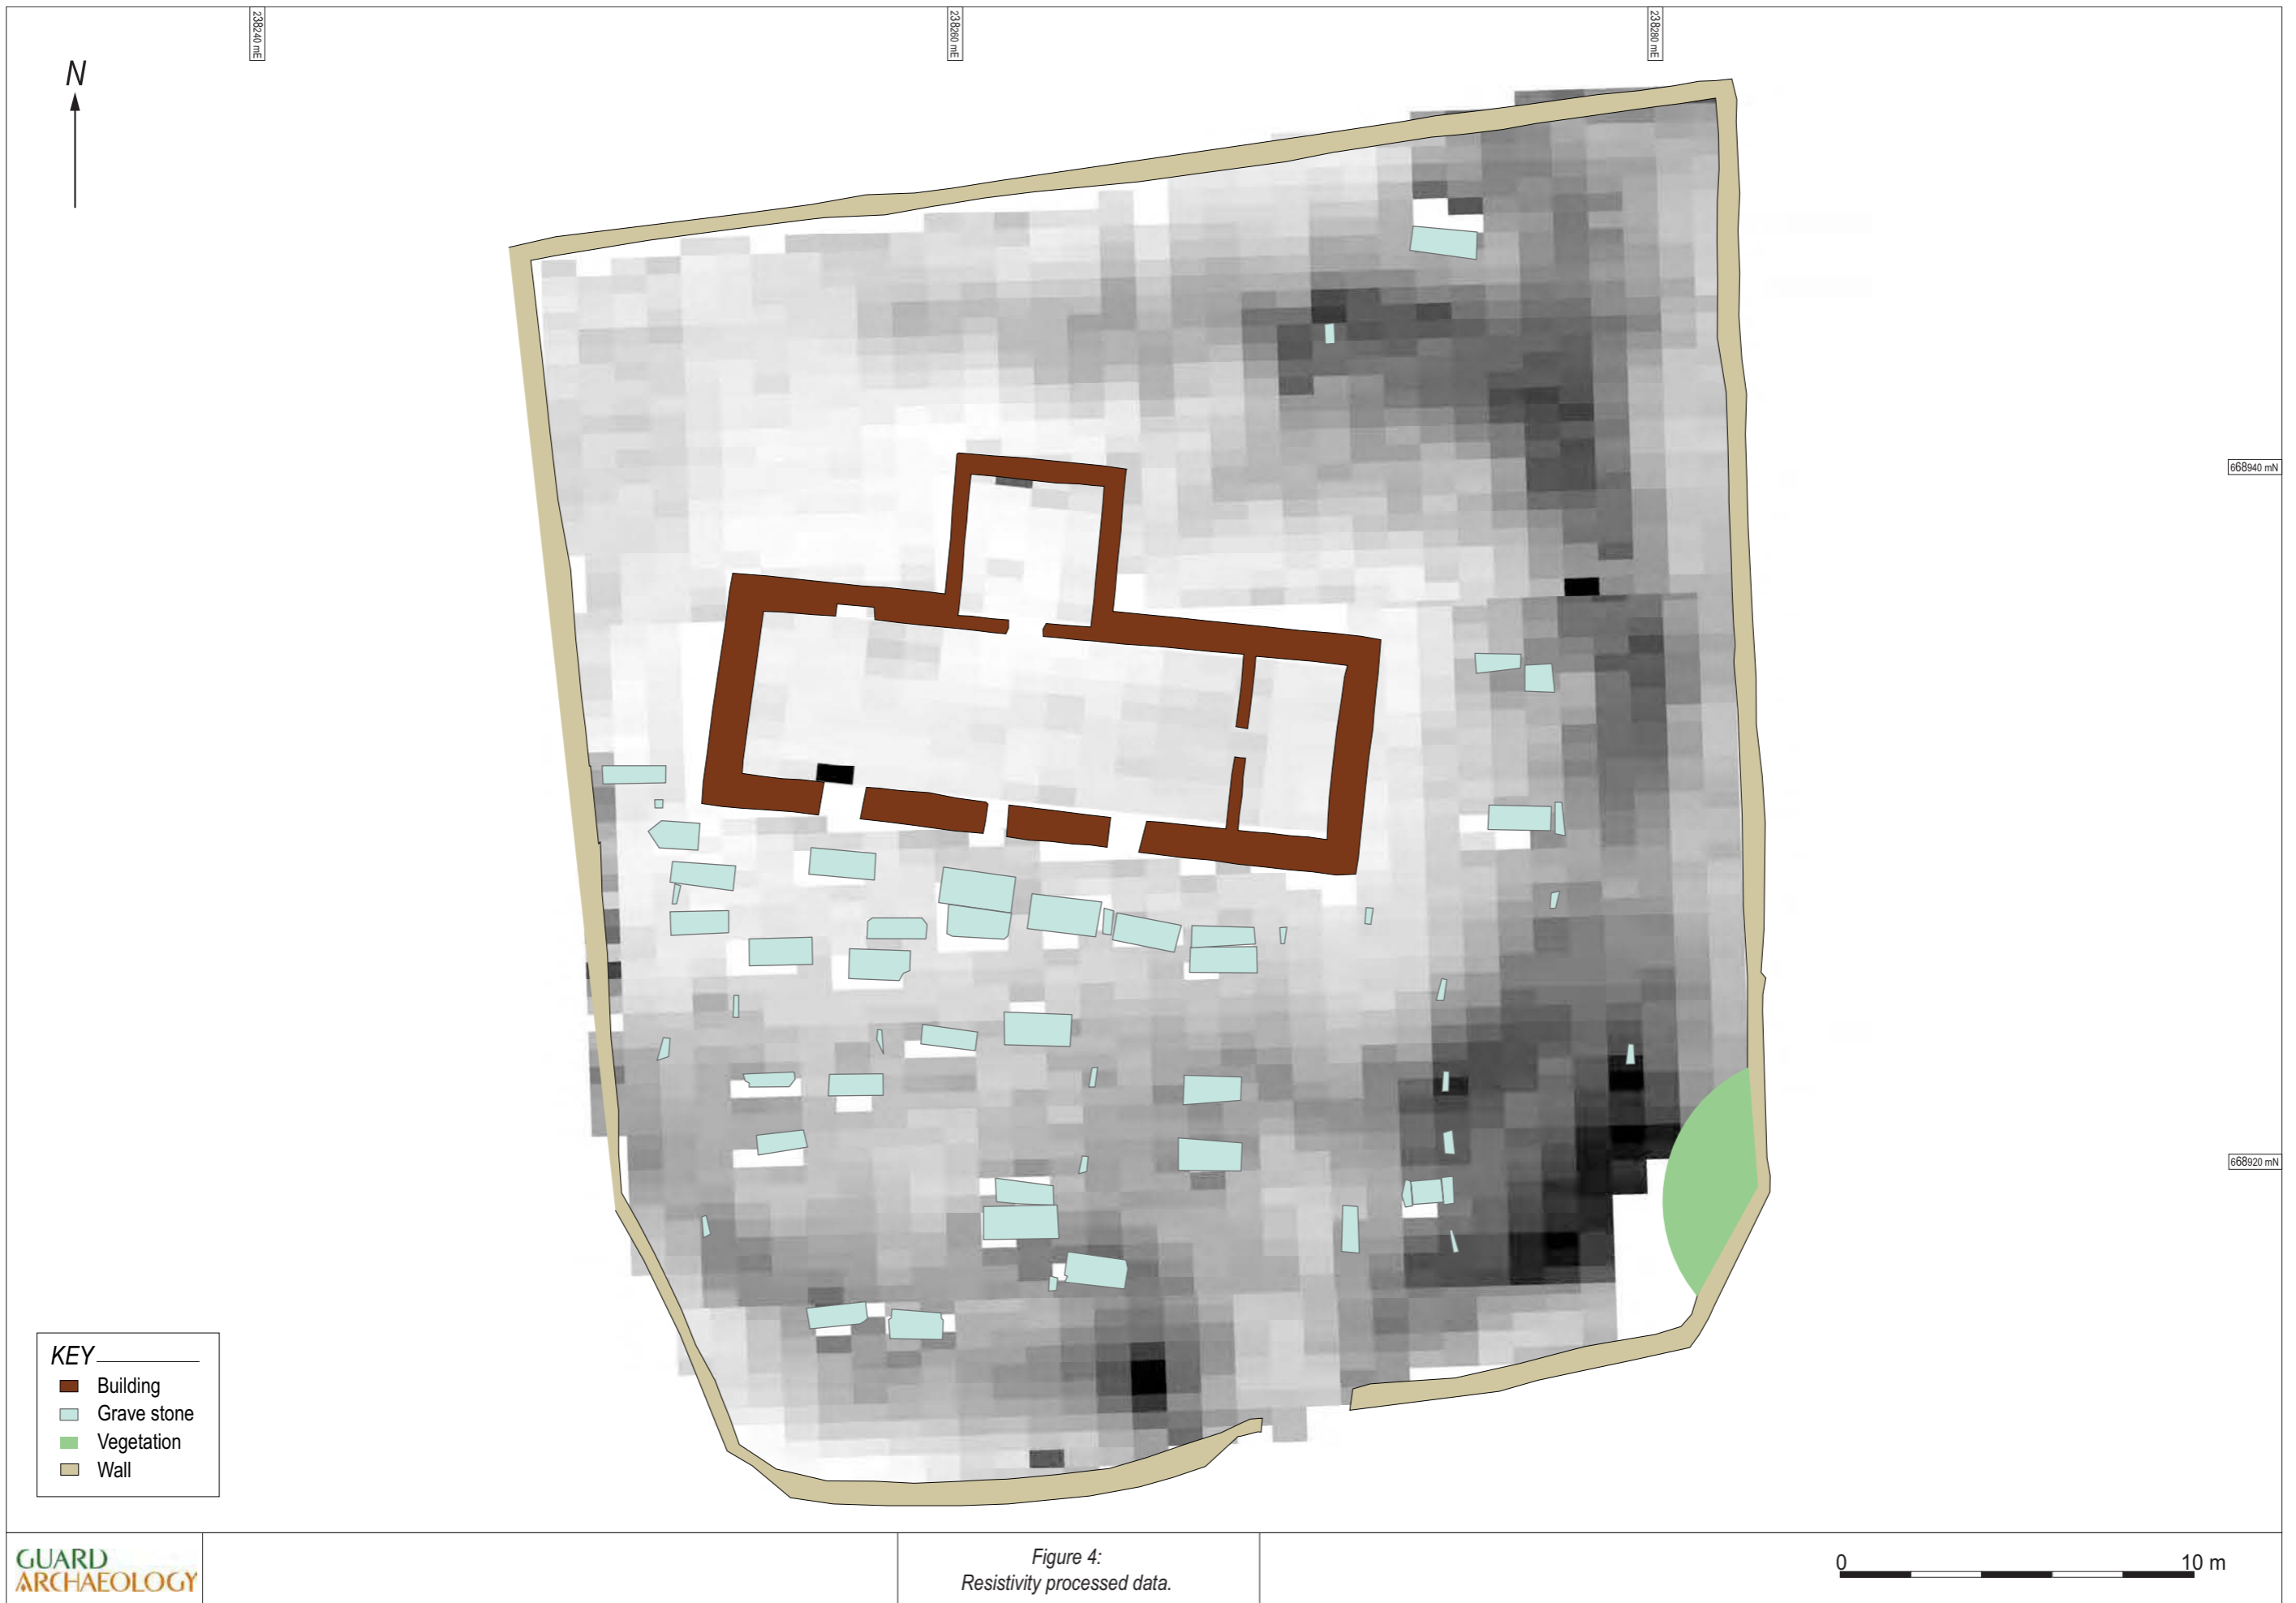 238240 mE
238260 mE
238280 mE
N
668940 mN
668920 mN
KEY
Building
Grave stone
Vegetation
Wall
GUARD
ARCHAEOLOGY
Figure 4:
Resistivity processed data.
0 10 m